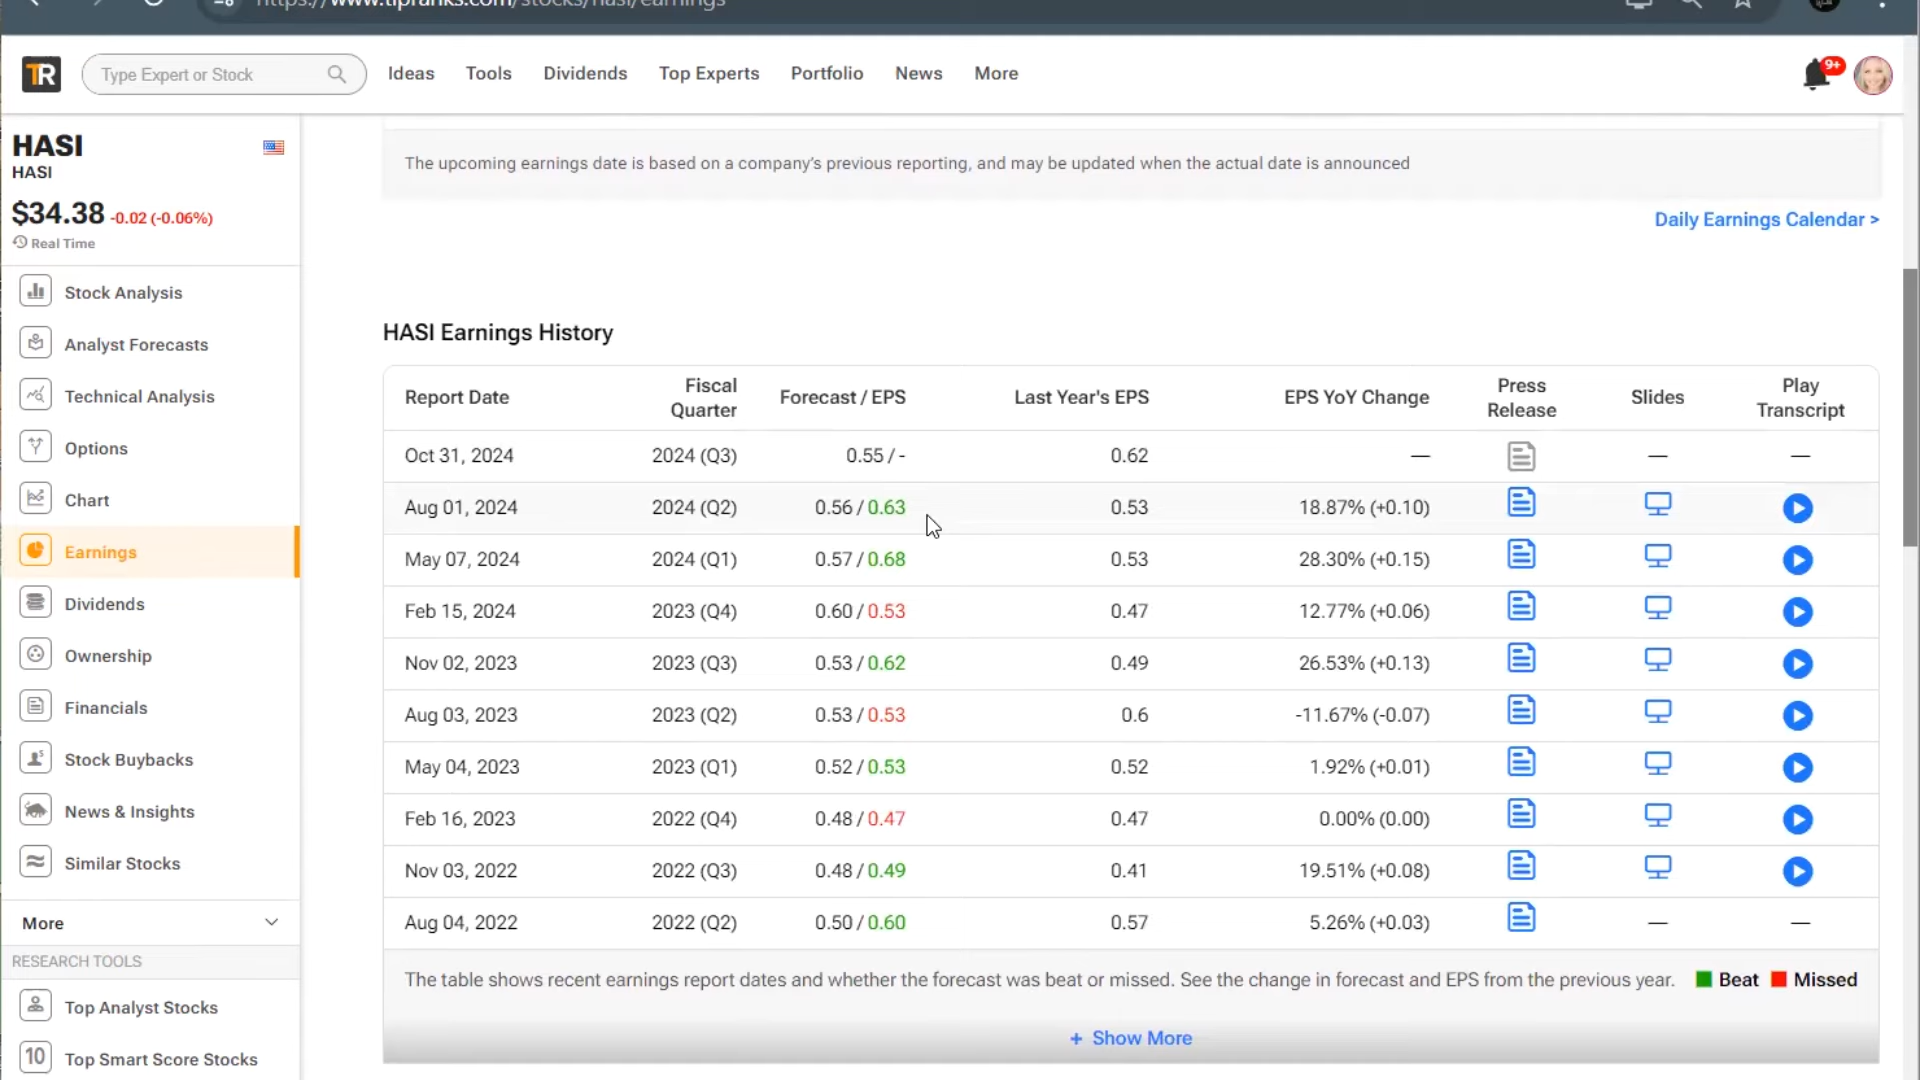 https://www.tipranks.com/stocks/hasi/earnings
TR
Type Expert or Stock
Ideas
Tools
Dividends
Top Experts
Portfolio
News
More
9+
HASI
HASI
$34.38 -0.02 (-0.06%)
Real Time
Stock Analysis
Analyst Forecasts
Technical Analysis
Options
Chart
Earnings
Dividends
Ownership
Financials
Stock Buybacks
News & Insights
Similar Stocks
More
RESEARCH TOOLS
Top Analyst Stocks
10 Top Smart Score Stocks
The upcoming earnings date is based on a company's previous reporting, and may be updated when the actual date is announced
Daily Earnings Calendar >
HASI Earnings History
Report Date Fiscal Quarter Forecast / EPS Last Year's EPS EPS YoY Change Press Release Slides Play Transcript
Oct 31, 2024 2024 (Q3) 0.55 / - 0.62 — — —
Aug 01, 2024 2024 (Q2) 0.56 / 0.63 0.53 18.87% (+0.10)
May 07, 2024 2024 (Q1) 0.57 / 0.68 0.53 28.30% (+0.15)
Feb 15, 2024 2023 (Q4) 0.60 / 0.53 0.47 12.77% (+0.06)
Nov 02, 2023 2023 (Q3) 0.53 / 0.62 0.49 26.53% (+0.13)
Aug 03, 2023 2023 (Q2) 0.53 / 0.53 0.6 -11.67% (-0.07)
May 04, 2023 2023 (Q1) 0.52 / 0.53 0.52 1.92% (+0.01)
Feb 16, 2023 2022 (Q4) 0.48 / 0.47 0.47 0.00% (0.00)
Nov 03, 2022 2022 (Q3) 0.48 / 0.49 0.41 19.51% (+0.08)
Aug 04, 2022 2022 (Q2) 0.50 / 0.60 0.57 5.26% (+0.03) — —
The table shows recent earnings report dates and whether the forecast was beat or missed. See the change in forecast and EPS from the previous year. Beat Missed
+ Show More